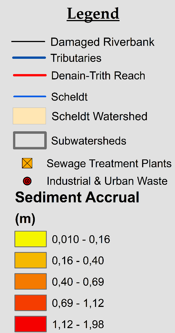 Legend
Damaged Riverbank
Tributaries
Denain-Trith Reach
Scheldt
Scheldt Watershed
Subwatersheds
Sewage Treatment Plants
Industrial & Urban Waste
Sediment Accrual
(m)
0,010 - 0,16
0,16 - 0,40
0,40 - 0,69
0,69 - 1,12
1,12 - 1,98